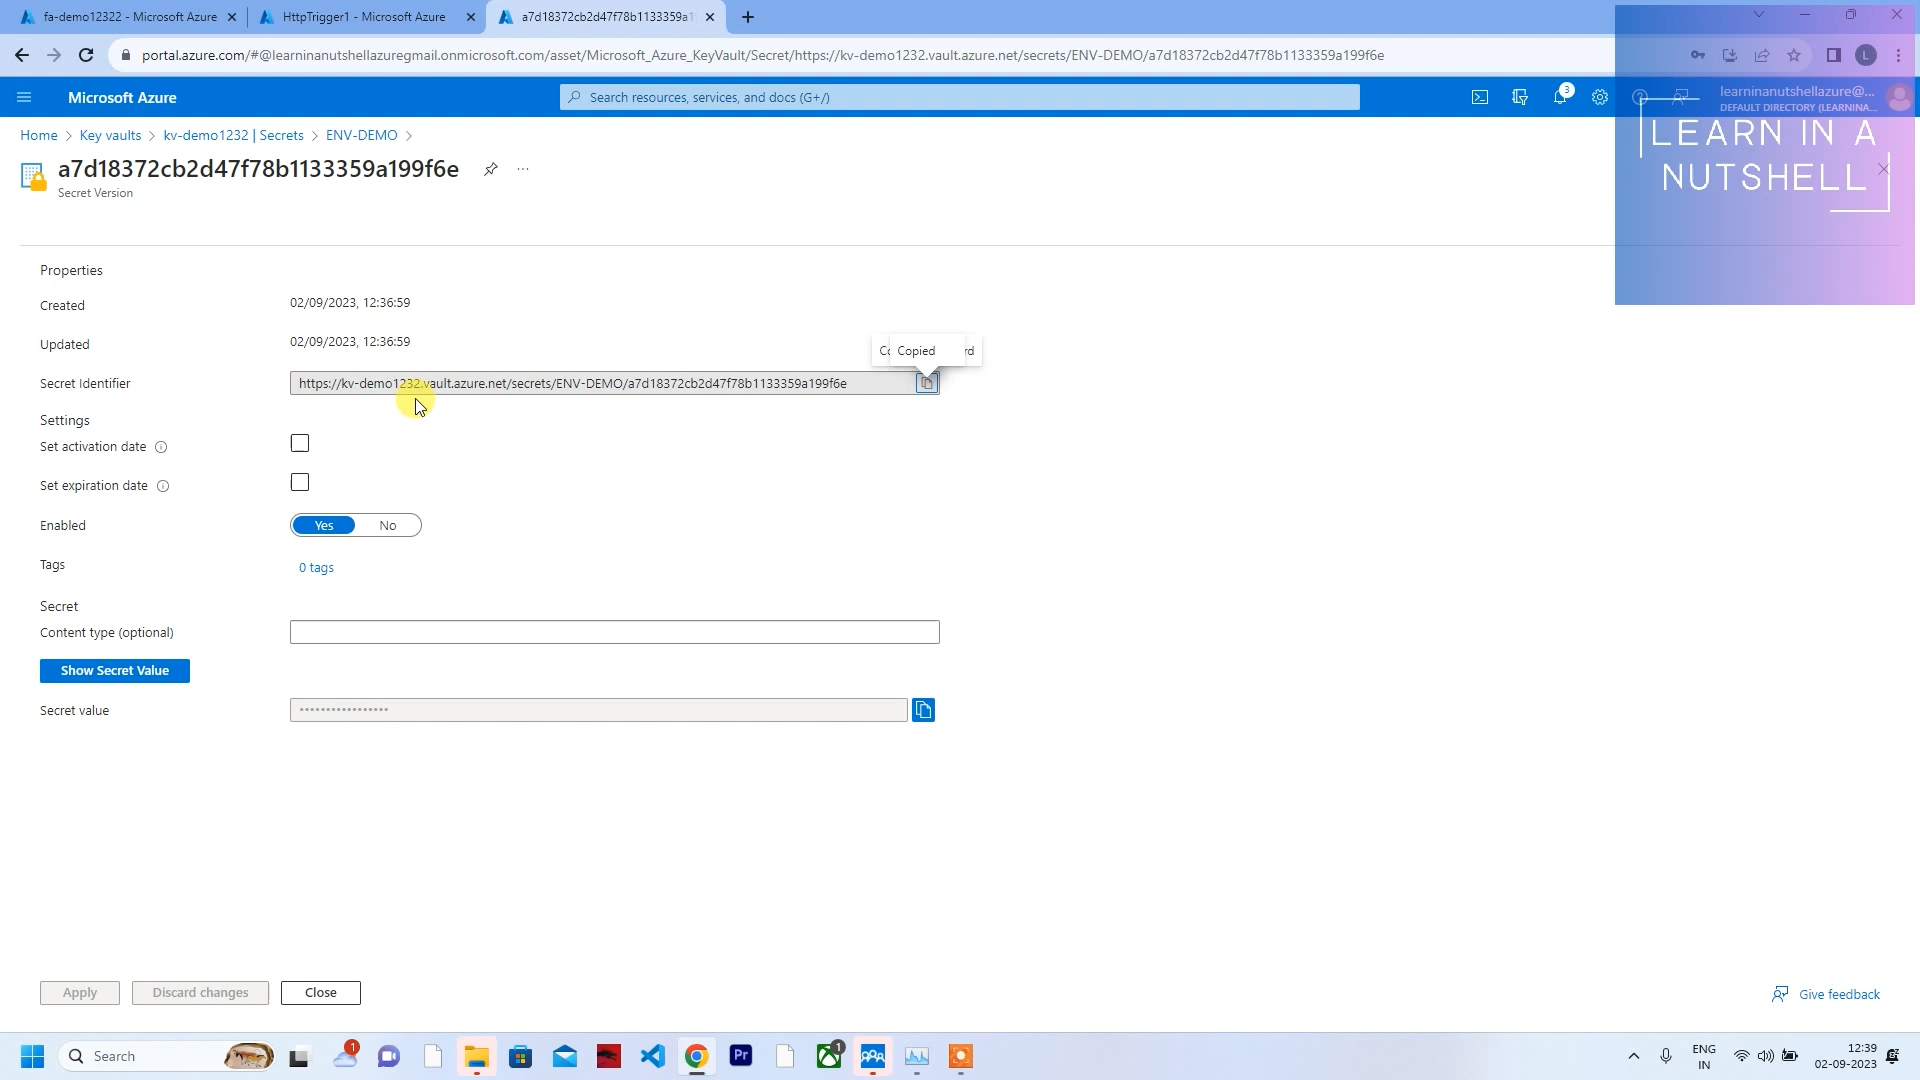 fa-demo12322 - Microsoft Azure
HttpTrigger1 - Microsoft Azure
a7d18372cb2d47f78b1133359a1
portal.azure.com/#@learninanutshellazuregmail.onmicrosoft.com/asset/Microsoft_Azure_KeyVault/Secret/https://kv-demo1232.vault.azure.net/secrets/ENV-DEMO/a7d18372cb2d47f78b1133359a199f6e
L
Microsoft Azure
Search resources, services, and docs (G+/)
3
learninanutshellazure@...
DEFAULT DIRECTORY (LEARNINA...
LEARN IN A
NUTSHELL
Home > Key vaults > kv-demo1232 | Secrets > ENV-DEMO >
a7d18372cb2d47f78b1133359a199f6e
Secret Version
Properties
Created 02/09/2023, 12:36:59
Updated 02/09/2023, 12:36:59
Copied
Secret Identifier https://kv-demo1232.vault.azure.net/secrets/ENV-DEMO/a7d18372cb2d47f78b1133359a199f6e
Settings
Set activation date
Set expiration date
Enabled Yes No
Tags 0 tags
Secret
Content type (optional)
Show Secret Value
Secret value
Apply Discard changes Close
Give feedback
Search
1
Pr
1
ENG
IN
12:39
02-09-2023